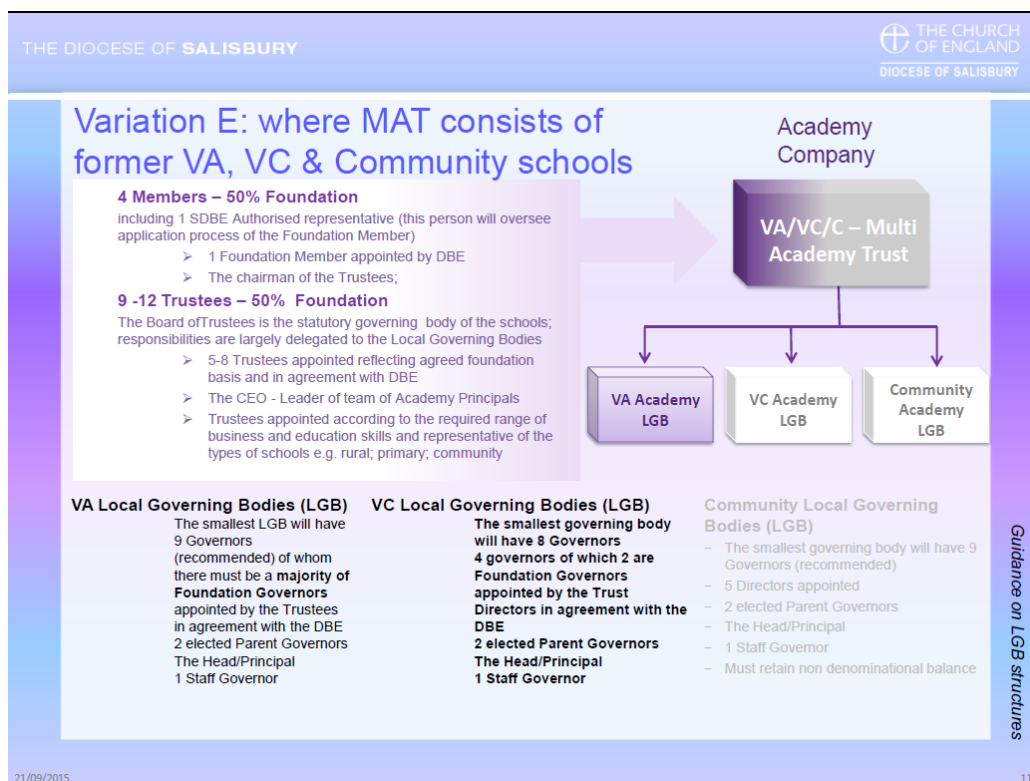 THE DIOCESE OF SALISBURY
THE CHURCH
OF ENGLAND
DIOCESE OF SALISBURY
Variation E: where MAT consists of
former VA, VC & Community schools
Academy
Company
4 Members – 50% Foundation
including 1 SDBE Authorised representative (this person will oversee
application process of the Foundation Member)
➢ 1 Foundation Member appointed by DBE
➢ The chairman of the Trustees;
9 -12 Trustees – 50% Foundation
The Board ofTrustees is the statutory governing body of the schools;
responsibilities are largely delegated to the Local Governing Bodies
➢ 5-8 Trustees appointed reflecting agreed foundation
basis and in agreement with DBE
➢ The CEO - Leader of team of Academy Principals
➢ Trustees appointed according to the required range of
business and education skills and representative of the
types of schools e.g. rural; primary; community
VA/VC/C – Multi
Academy Trust
VA Academy
LGB
VC Academy
LGB
Community
Academy
LGB
VA Local Governing Bodies (LGB)
The smallest LGB will have
9 Governors
(recommended) of whom
there must be a majority of
Foundation Governors
appointed by the Trustees
in agreement with the DBE
2 elected Parent Governors
The Head/Principal
1 Staff Governor
VC Local Governing Bodies (LGB)
The smallest governing body
will have 8 Governors
4 governors of which 2 are
Foundation Governors
appointed by the Trust
Directors in agreement with the
DBE
2 elected Parent Governors
The Head/Principal
1 Staff Governor
Community Local Governing
Bodies (LGB)
– The smallest governing body will have 9
Governors (recommended)
– 5 Directors appointed
– 2 elected Parent Governors
– The Head/Principal
– 1 Staff Governor
– Must retain non denominational balance
Guidance on LGB structures
21/09/2015
11